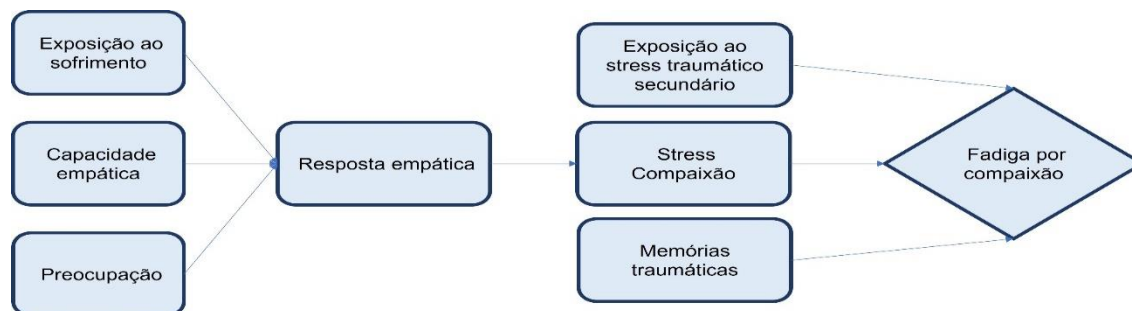 Exposição ao
sofrimento
Capacidade
empática
Preocupação
Resposta empática
Exposição ao
stress traumático
secundário
Stress
Compaixão
Memórias
traumáticas
Fadiga por
compaixão